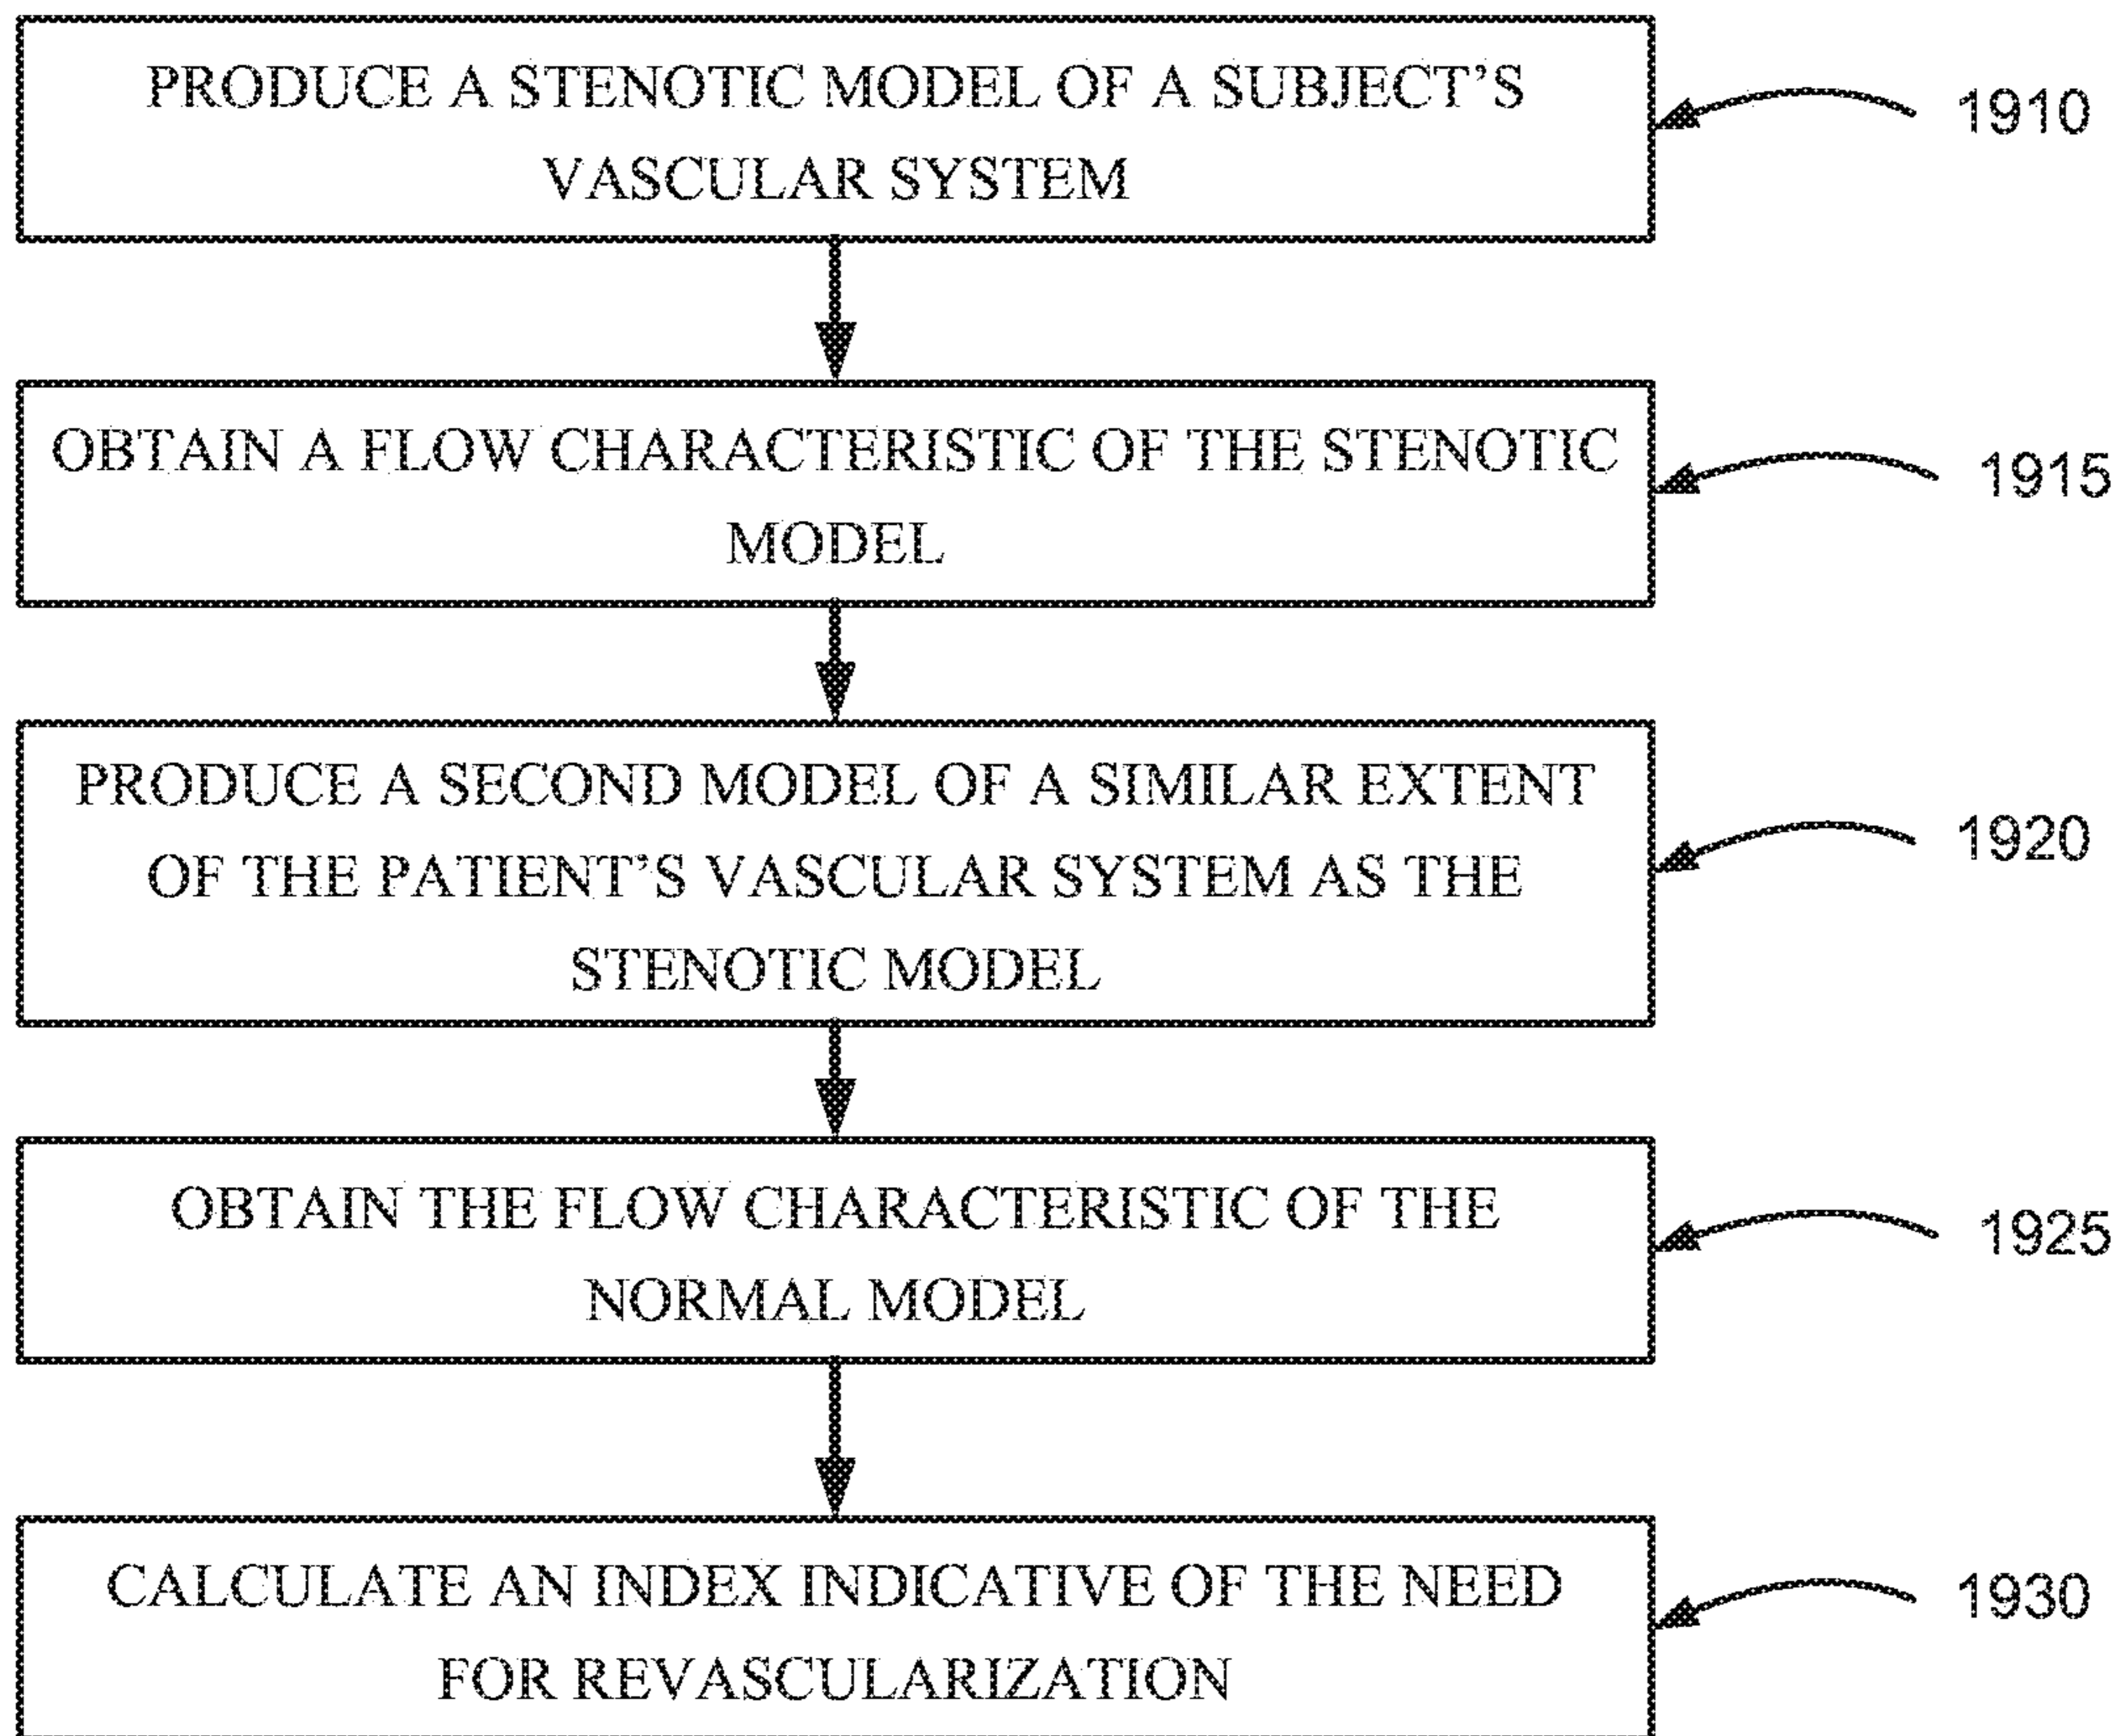 PRODUCE A STENOTIC MODEL OF A SUBJECT’S
VASCULAR SYSTEM
1910
OBTAIN A FLOW CHARACTERISTIC OF THE STENOTIC
MODEL
1915
PRODUCE A SECOND MODEL OF A SIMILAR EXTENT
OF THE PATIENT’S VASCULAR SYSTEM AS THE
STENOTIC MODEL
1920
OBTAIN THE FLOW CHARACTERISTIC OF THE
NORMAL MODEL
1925
CALCULATE AN INDEX INDICATIVE OF THE NEED
FOR REVASCULARIZATION
1930